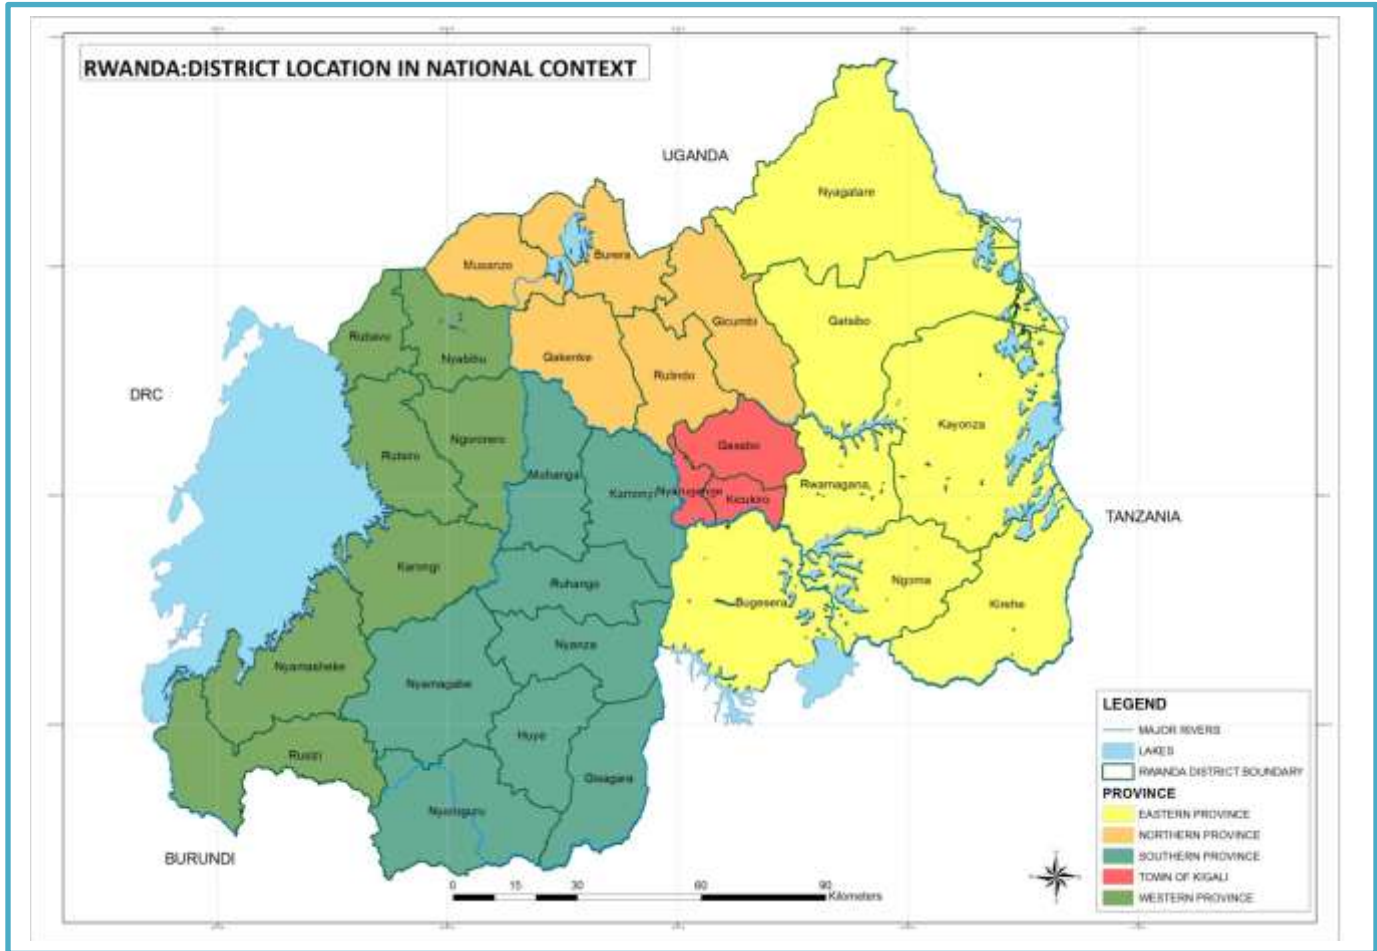 RWANDA:DISTRICT LOCATION IN NATIONAL CONTEXT
UGANDA
Nyagatare
Burera
Musanze
Gatsibo
Gicumbi
Rubavu
Nyabihu
Gakenke
Rulindo
DRC
Kayonza
Ngororero
Gasabo
Rutsiro
Muhanga
Kamonyi
Nyarugenge
Kicukiro
Rwamagana
TANZANIA
Karongi
Ruhango
Ngoma
Bugesera
Kirehe
Nyanza
Nyamasheke
Nyamagabe
Huye
Rusizi
Gisagara
Nyaruguru
BURUNDI
0 15 30 60 90
Kilometers
LEGEND
MAJOR RIVERS
LAKES
RWANDA DISTRICT BOUNDARY
PROVINCE
EASTERN PROVINCE
NORTHERN PROVINCE
SOUTHERN PROVINCE
TOWN OF KIGALI
WESTERN PROVINCE